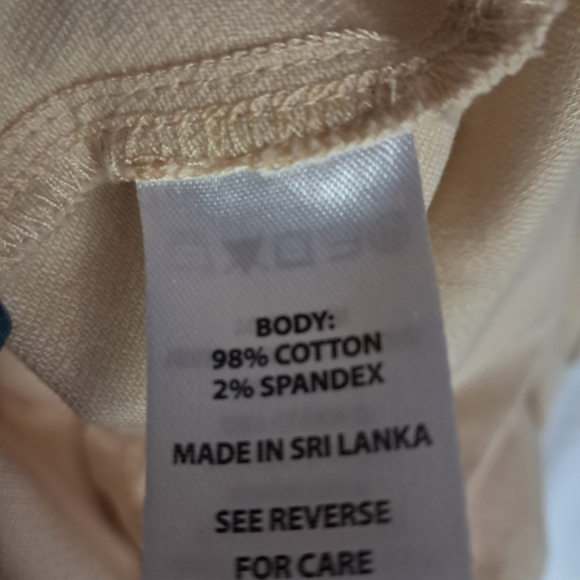 BODY:
98% COTTON
2% SPANDEX
MADE IN SRI LANKA
SEE REVERSE
FOR CARE